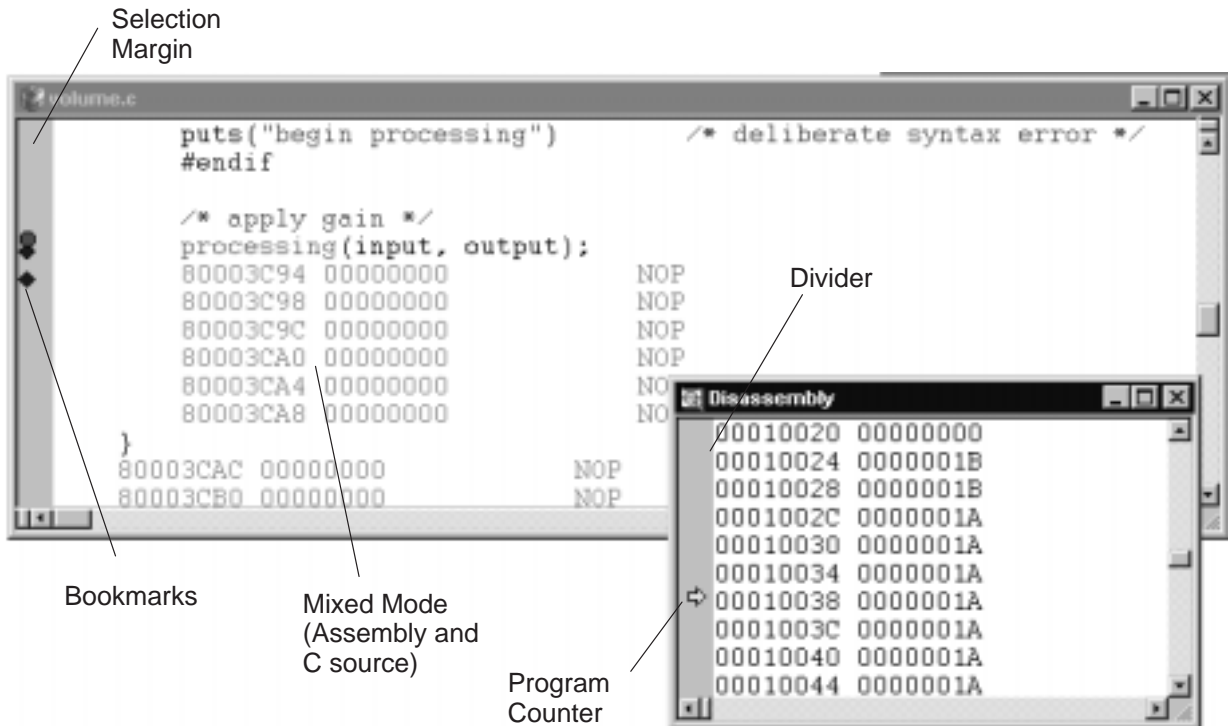 Selection
Margin
volume.c
puts("begin processing") /* deliberate syntax error */
#endif
/* apply gain */
processing(input, output);
80003C94 00000000 NOP
80003C98 00000000 NOP
80003C9C 00000000 NOP
80003CA0 00000000 NOP
80003CA4 00000000 NO
80003CA8 00000000 NO
}
80003CAC 00000000 NOP
80003CB0 00000000 NOP
Divider
Disassembly
00010020 00000000
00010024 0000001B
00010028 0000001B
0001002C 0000001A
00010030 0000001A
00010034 0000001A
00010038 0000001A
0001003C 0000001A
00010040 0000001A
00010044 0000001A
Bookmarks
Mixed Mode
(Assembly and
C source)
Program
Counter